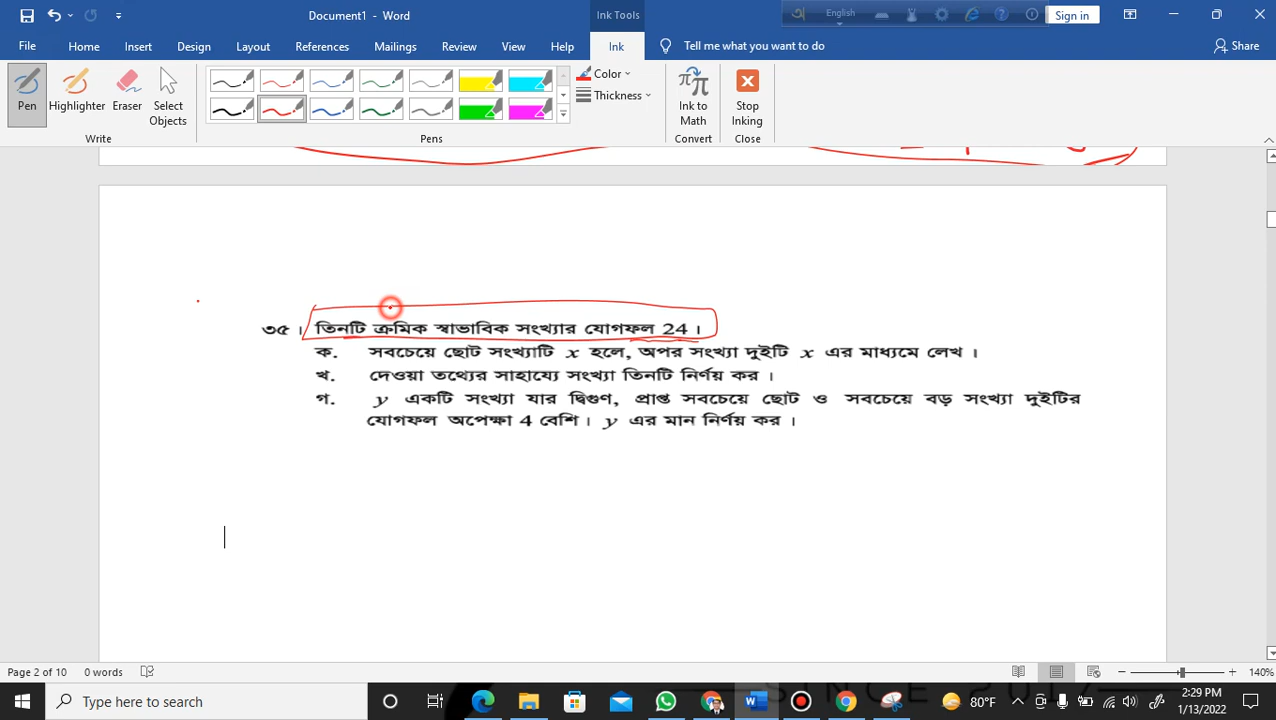 Document1 - Word
Ink Tools
English
Sign in
File
Home
Insert
Design
Layout
References
Mailings
Review
View
Help
Ink
Tell me what you want to do
Share
Pen
Highlighter
Eraser
Select
Objects
Color
Thickness
Ink to
Math
Stop
Inking
Write
Pens
Convert
Close
৩৫। তিনটি ক্রমিক স্বাভাবিক সংখ্যার যোগফল 24।
ক. সবচেয়ে ছোট সংখ্যাটি x হলে, অপর সংখ্যা দুইটি x এর মাধ্যমে লেখ।
খ. দেওয়া তথ্যের সাহায্যে সংখ্যা তিনটি নির্ণয় কর।
গ. y একটি সংখ্যা যার দ্বিগুণ, প্রাপ্ত সবচেয়ে ছোট ও সবচেয়ে বড় সংখ্যা দুইটির
যোগফল অপেক্ষা 4 বেশি। y এর মান নির্ণয় কর।
Page 2 of 10
0 words
140%
Type here to search
SINCE 2017
80°F
2:29 PM
1/13/2022